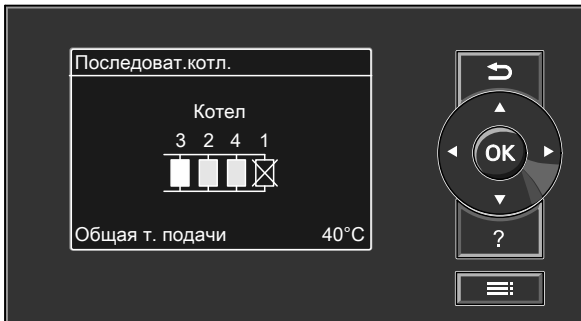 Последоват.котл.
Котел
3 2 4 1
Общая т. подачи 40°C
OK
?